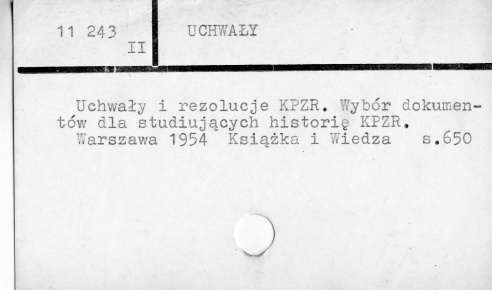 11 243
II
UCHWAŁY
Uchwały i rezolucje KPZR. Wybór dokumen-
tów dla studiujących historię KPZR.
Warszawa 1954 Książka i Wiedza s.650